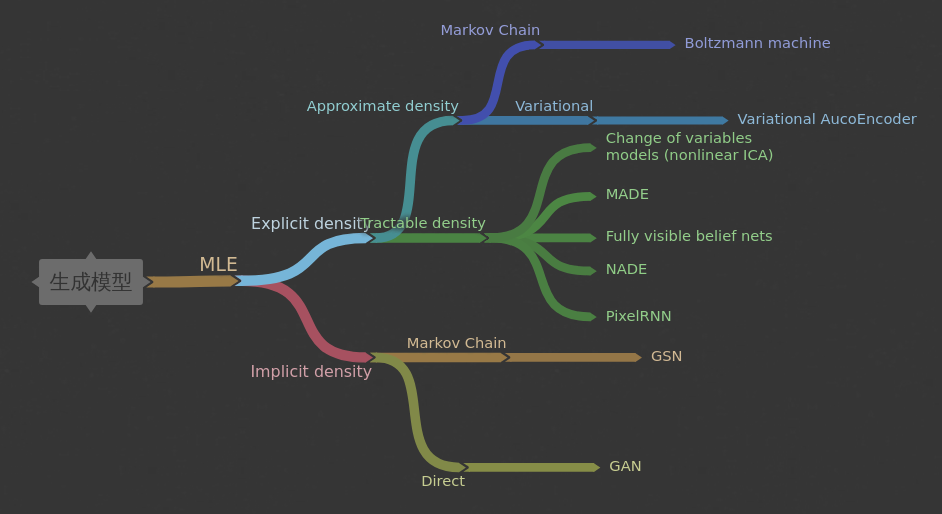 Markov Chain
Boltzmann machine
Approximate density
Variational
Variational AucoEncoder
Change of variables
models (nonlinear ICA)
MADE
Explicit density
Tractable density
Fully visible belief nets
MLE
NADE
生成模型
PixelRNN
Markov Chain
GSN
Implicit density
GAN
Direct